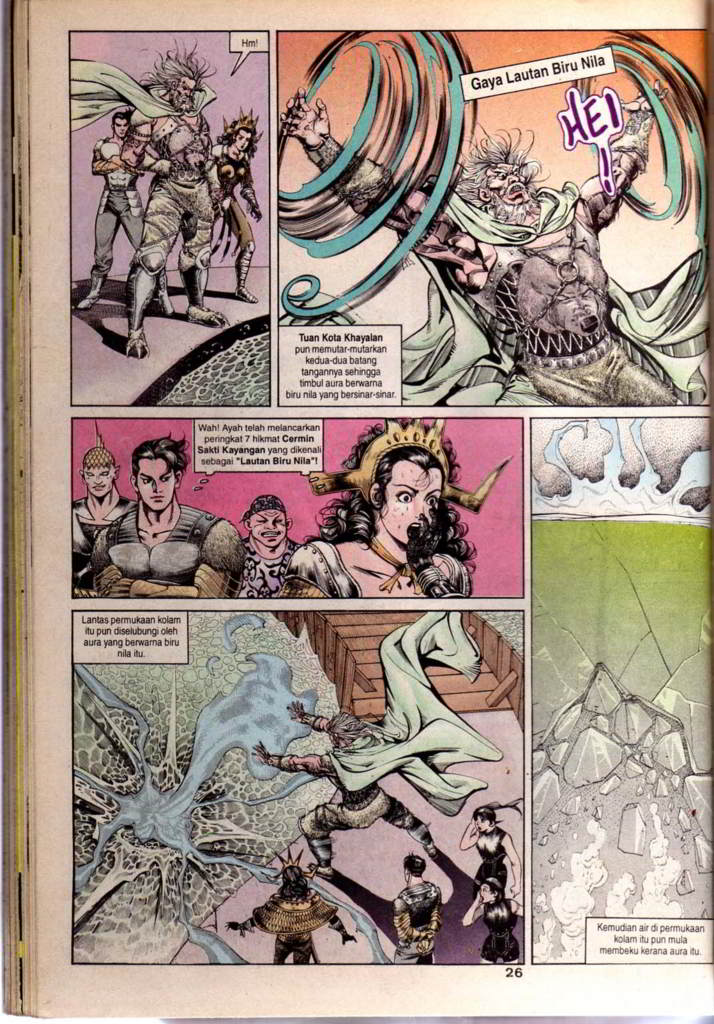 Hm!
Gaya Lautan Biru Nila
HEI
!
Tuan Kota Khayalan
pun memutar-mutarkan
kedua-dua batang
tangannya sehingga
timbul aura berwarna
biru nila yang bersinar-sinar.
Wah! Ayah telah melancarkan
peringkat 7 hikmat Cermin
Sakti Kayangan yang dikenali
sebagai "Lautan Biru Nila"!
Lantas permukaan kolam
itu pun diselubungi oleh
aura yang berwarna biru
nila itu.
Kemudian air di permukaan
kolam itu pun mula
membeku kerana aura itu.
26